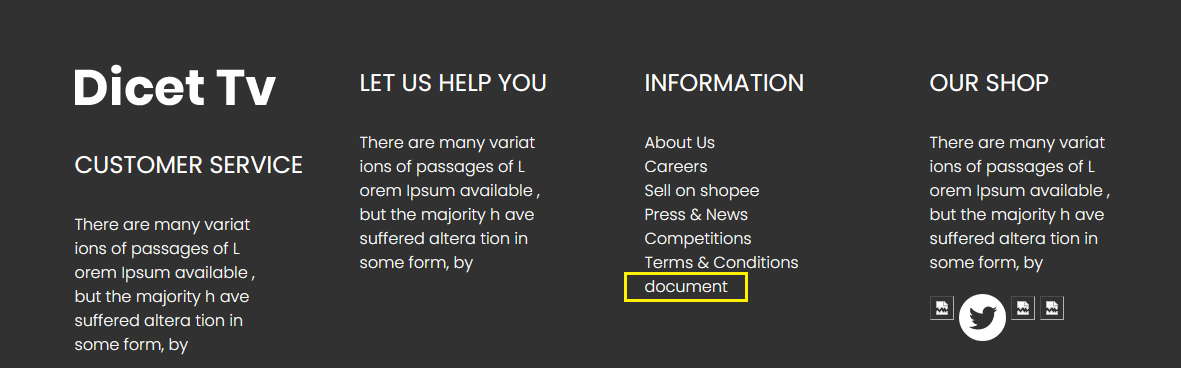 Dicet Tv
CUSTOMER SERVICE
There are many variat
ions of passages of L
orem Ipsum available ,
but the majority h ave
suffered altera tion in
some form, by
LET US HELP YOU
There are many variat
ions of passages of L
orem Ipsum available ,
but the majority h ave
suffered altera tion in
some form, by
INFORMATION
About Us
Careers
Sell on shopee
Press & News
Competitions
Terms & Conditions
document
OUR SHOP
There are many variat
ions of passages of L
orem Ipsum available ,
but the majority h ave
suffered altera tion in
some form, by